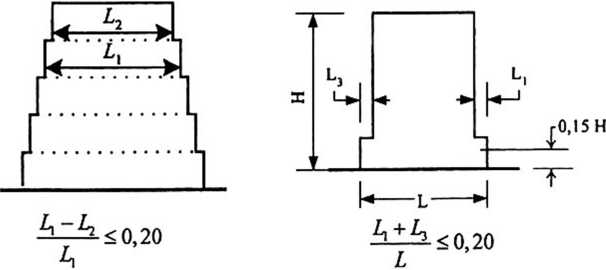 L₂
L₁
L₃
L₁
H
0,15 H
L
(L₁ − L₂)/L₁ ≤ 0,20
(L₁ + L₃)/L ≤ 0,20